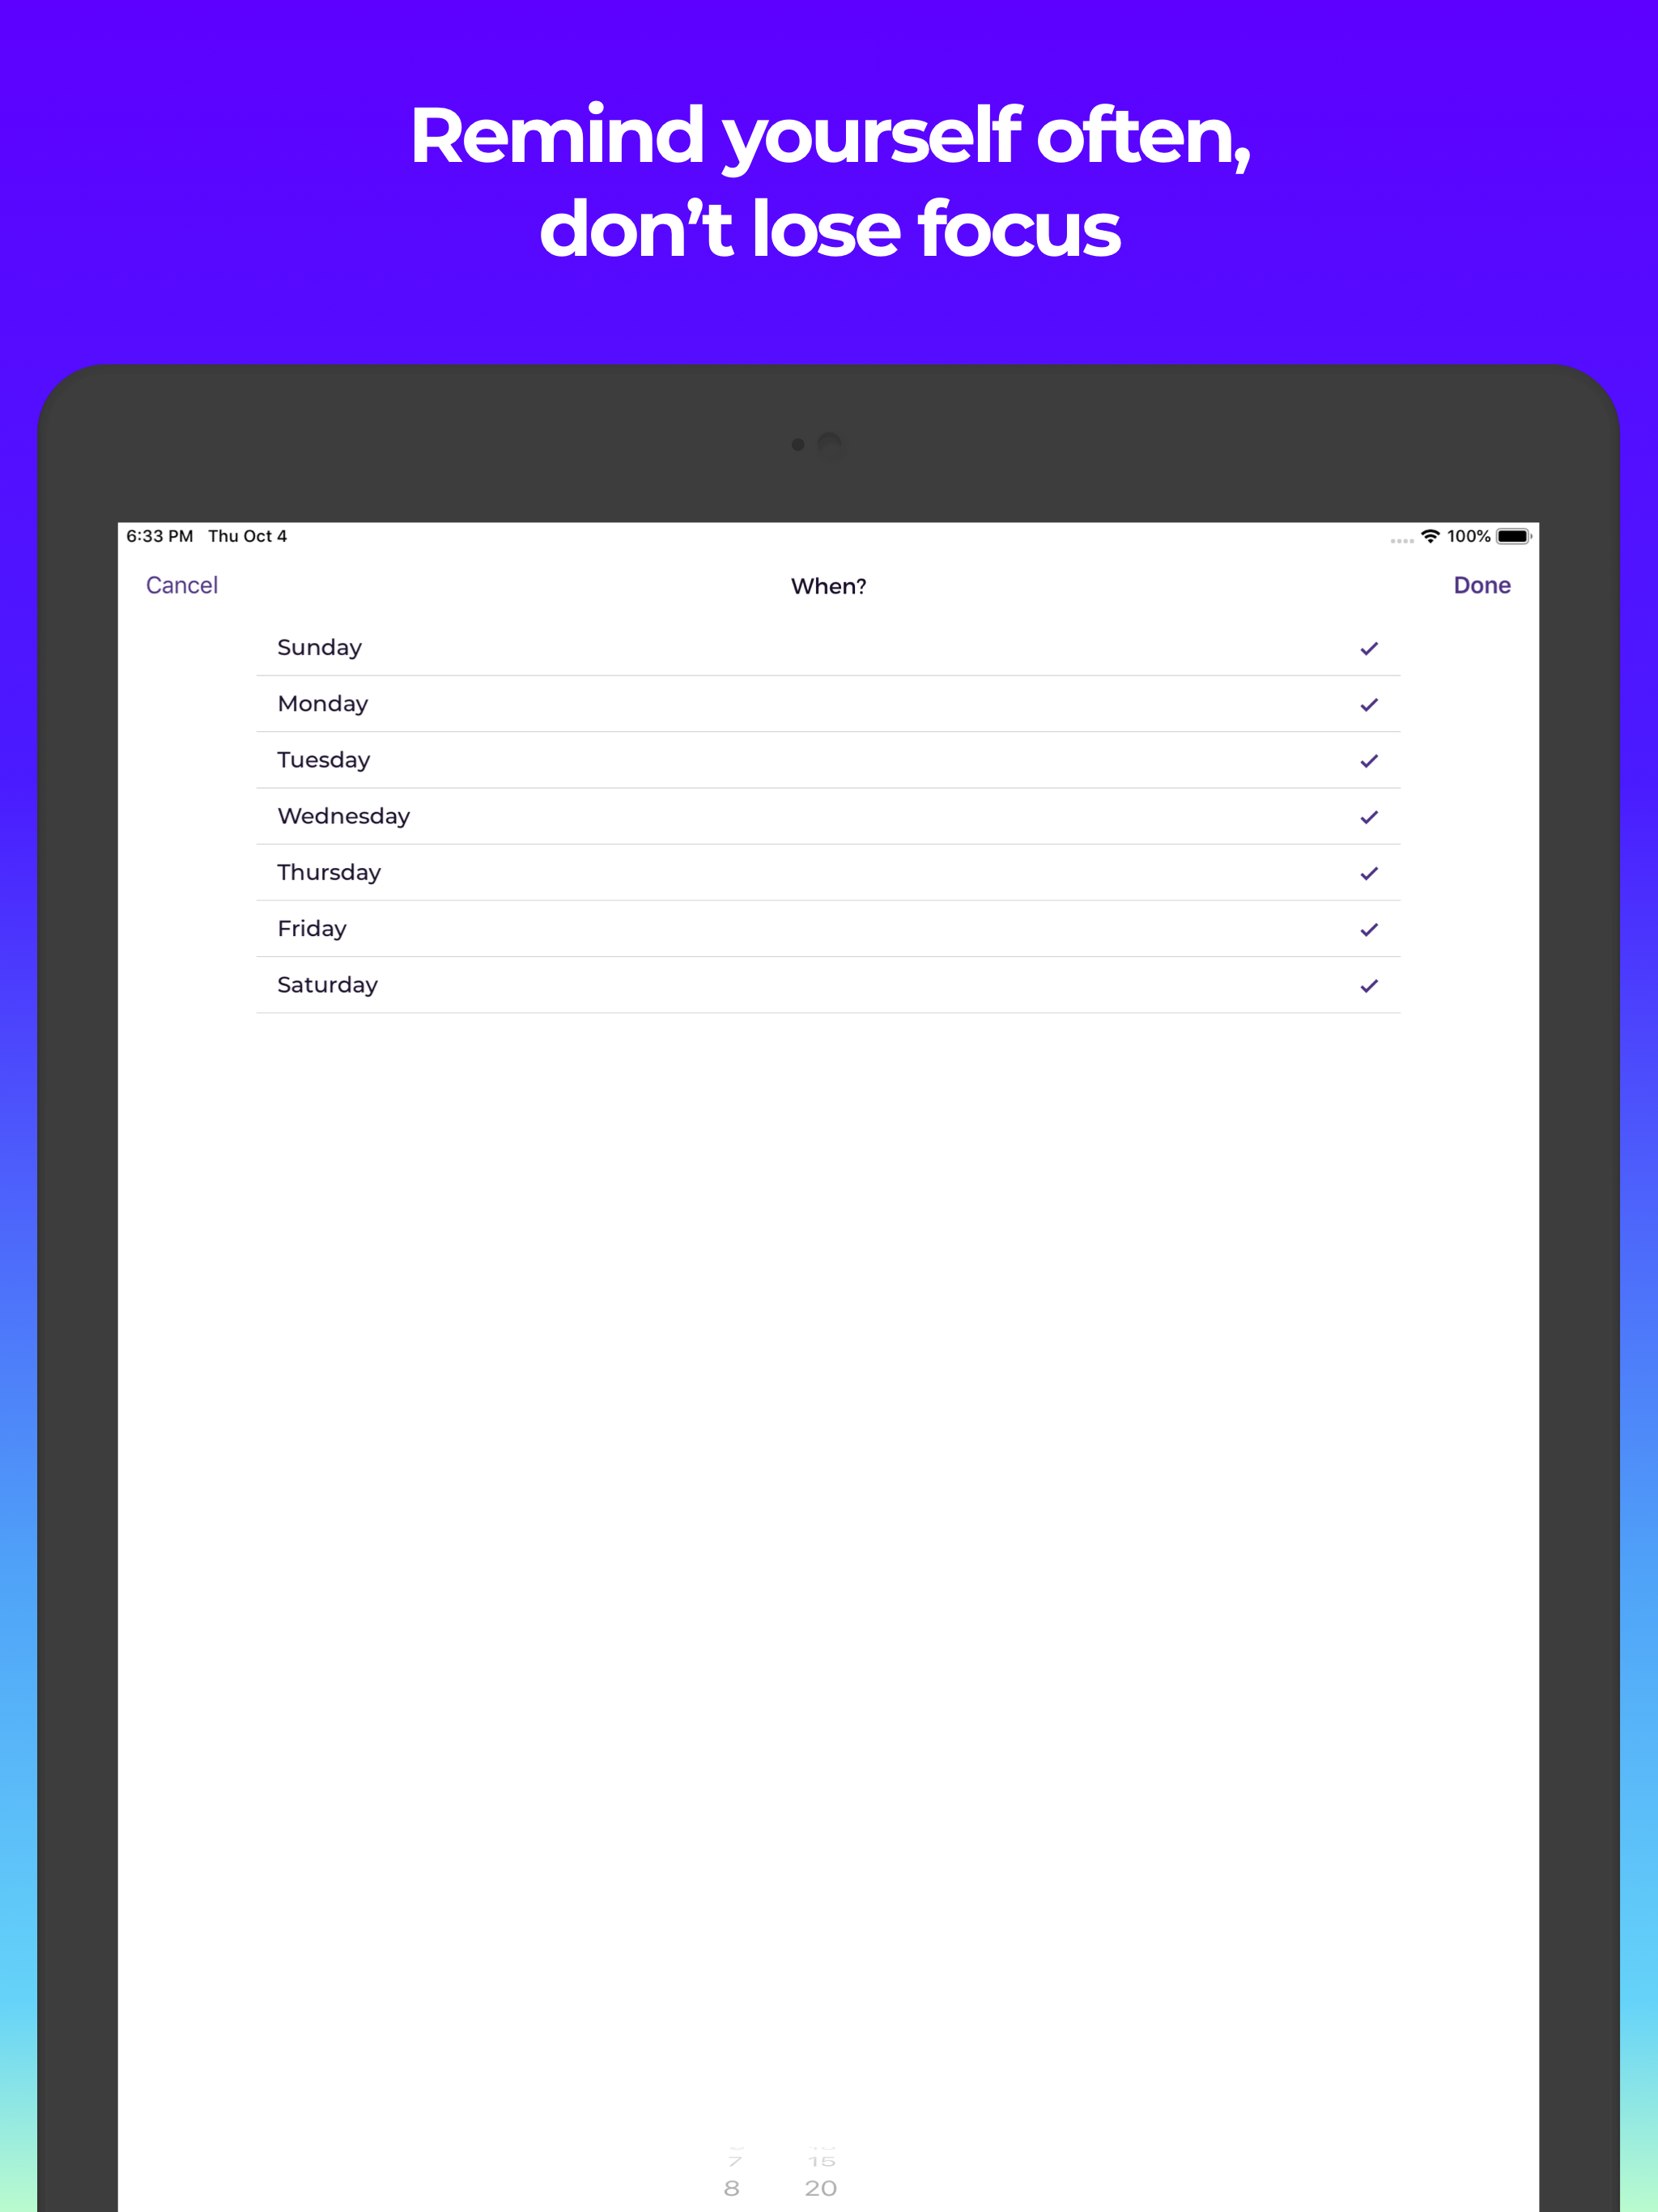 Remind yourself often,
don’t lose focus
6:33 PM Thu Oct 4
100%
Cancel
When?
Done
Sunday
Monday
Tuesday
Wednesday
Thursday
Friday
Saturday
7 15
8 20